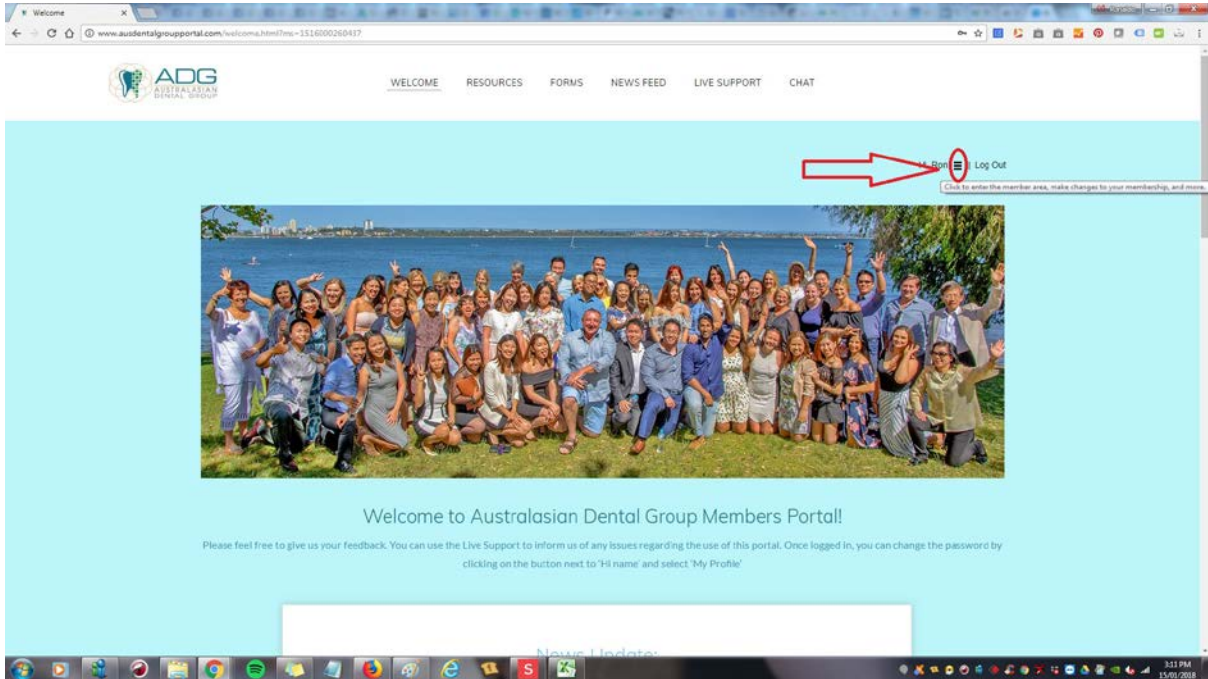 Welcome
www.ausdentalgroupportal.com/welcome.html?ms=1516000260437
ADG
AUSTRALASIAN
DENTAL GROUP
WELCOME RESOURCES FORMS NEWS FEED LIVE SUPPORT CHAT
Ron | Log Out
Click to enter the member area, make changes to your membership, and more.
Welcome to Australasian Dental Group Members Portal!
Please feel free to give us your feedback. You can use the Live Support to inform us of any issues regarding the use of this portal. Once logged in, you can change the password by
clicking on the button next to 'Hi name' and select 'My Profile'
News Update:
3:13 PM
15/01/2018